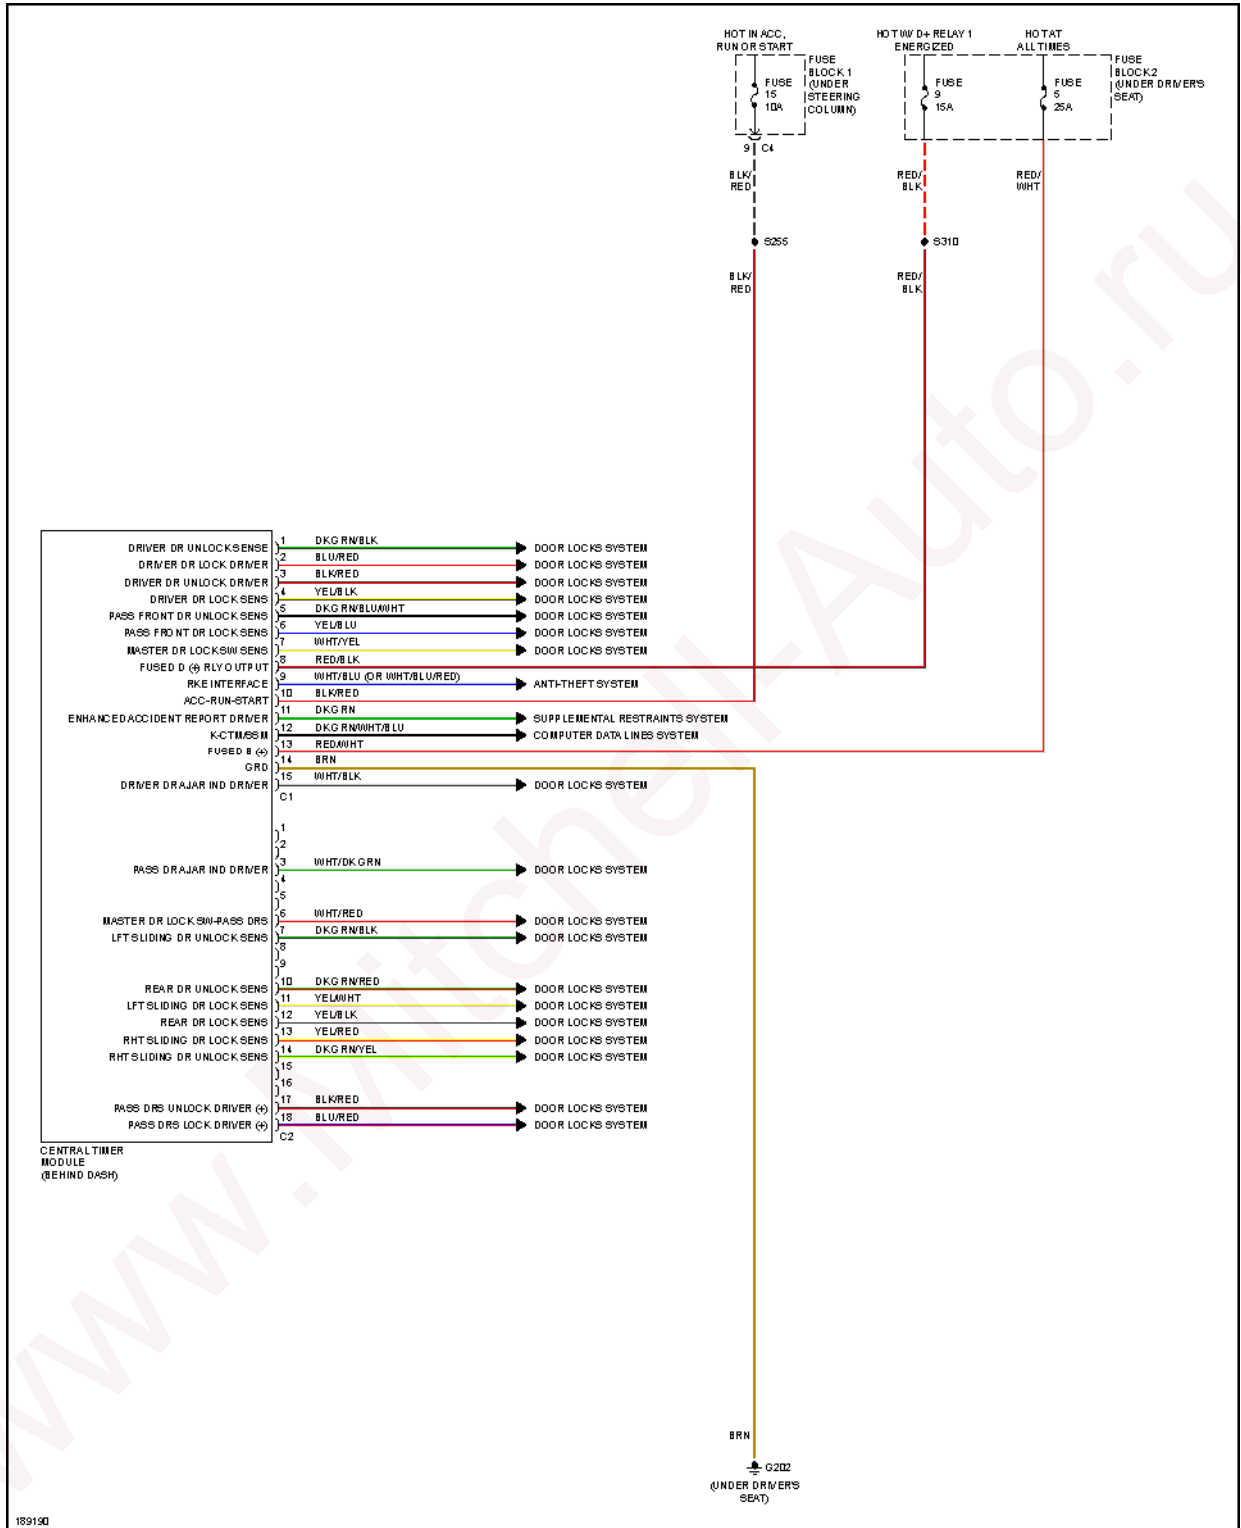 HOT IN ACC,
RUN OR START
HOT W/ D+ RELAY 1
ENERGIZED
HOT AT
ALL TIMES
FUSE
BLOCK 1
(UNDER
STEERING
COLUMN)
FUSE
15
10A
FUSE
9
15A
FUSE
5
25A
FUSE
BLOCK 2
(UNDER DRIVER'S
SEAT)
9 C4
BLK/
RED
RED/
BLK
RED/
WHT
S255
S310
BLK/
RED
RED/
BLK
DRIVER DR UNLOCK SENSE 1 DKGRN/BLK DOOR LOCKS SYSTEM
DRIVER DR LOCK DRIVER 2 BLU/RED DOOR LOCKS SYSTEM
DRIVER DR UNLOCK DRIVER 3 BLK/RED DOOR LOCKS SYSTEM
DRIVER DR LOCK SENS 4 YEL/BLK DOOR LOCKS SYSTEM
PASS FRONT DR UNLOCK SENS 5 DKGRN/BLU/WHT DOOR LOCKS SYSTEM
PASS FRONT DR LOCK SENS 6 YEL/BLU DOOR LOCKS SYSTEM
MASTER DR LOCK SW SENS 7 WHT/YEL DOOR LOCKS SYSTEM
FUSED D (+) RLY OUTPUT 8 RED/BLK
RKE INTERFACE 9 WHT/BLU (OR WHT/BLU/RED) ANTI-THEFT SYSTEM
ACC-RUN-START 10 BLK/RED
ENHANCED ACCIDENT REPORT DRIVER 11 DKGRN SUPPLEMENTAL RESTRAINTS SYSTEM
K-CTM/SSM 12 DKGRN/WHT/BLU COMPUTER DATA LINES SYSTEM
FUSED B (+) 13 RED/WHT
GRD 14 BRN
DRIVER DR AJAR IND DRIVER 15 WHT/BLK DOOR LOCKS SYSTEM
C1
1
2
PASS DR AJAR IND DRIVER 3 WHT/DKGRN DOOR LOCKS SYSTEM
4
5
MASTER DR LOCK SW-PASS DRS 6 WHT/RED DOOR LOCKS SYSTEM
LFT SLIDING DR UNLOCK SENS 7 DKGRN/BLK DOOR LOCKS SYSTEM
8
9
REAR DR UNLOCK SENS 10 DKGRN/RED DOOR LOCKS SYSTEM
LFT SLIDING DR LOCK SENS 11 YEL/WHT DOOR LOCKS SYSTEM
REAR DR LOCK SENS 12 YEL/BLK DOOR LOCKS SYSTEM
RHT SLIDING DR LOCK SENS 13 YEL/RED DOOR LOCKS SYSTEM
RHT SLIDING DR UNLOCK SENS 14 DKGRN/YEL DOOR LOCKS SYSTEM
15
16
PASS DRS UNLOCK DRIVER (+) 17 BLK/RED DOOR LOCKS SYSTEM
PASS DRS LOCK DRIVER (+) 18 BLU/RED DOOR LOCKS SYSTEM
C2
CENTRAL TIMER
MODULE
(BEHIND DASH)
BRN
G202
(UNDER DRIVER'S
SEAT)
189190
www.Mitchell-Auto.ru